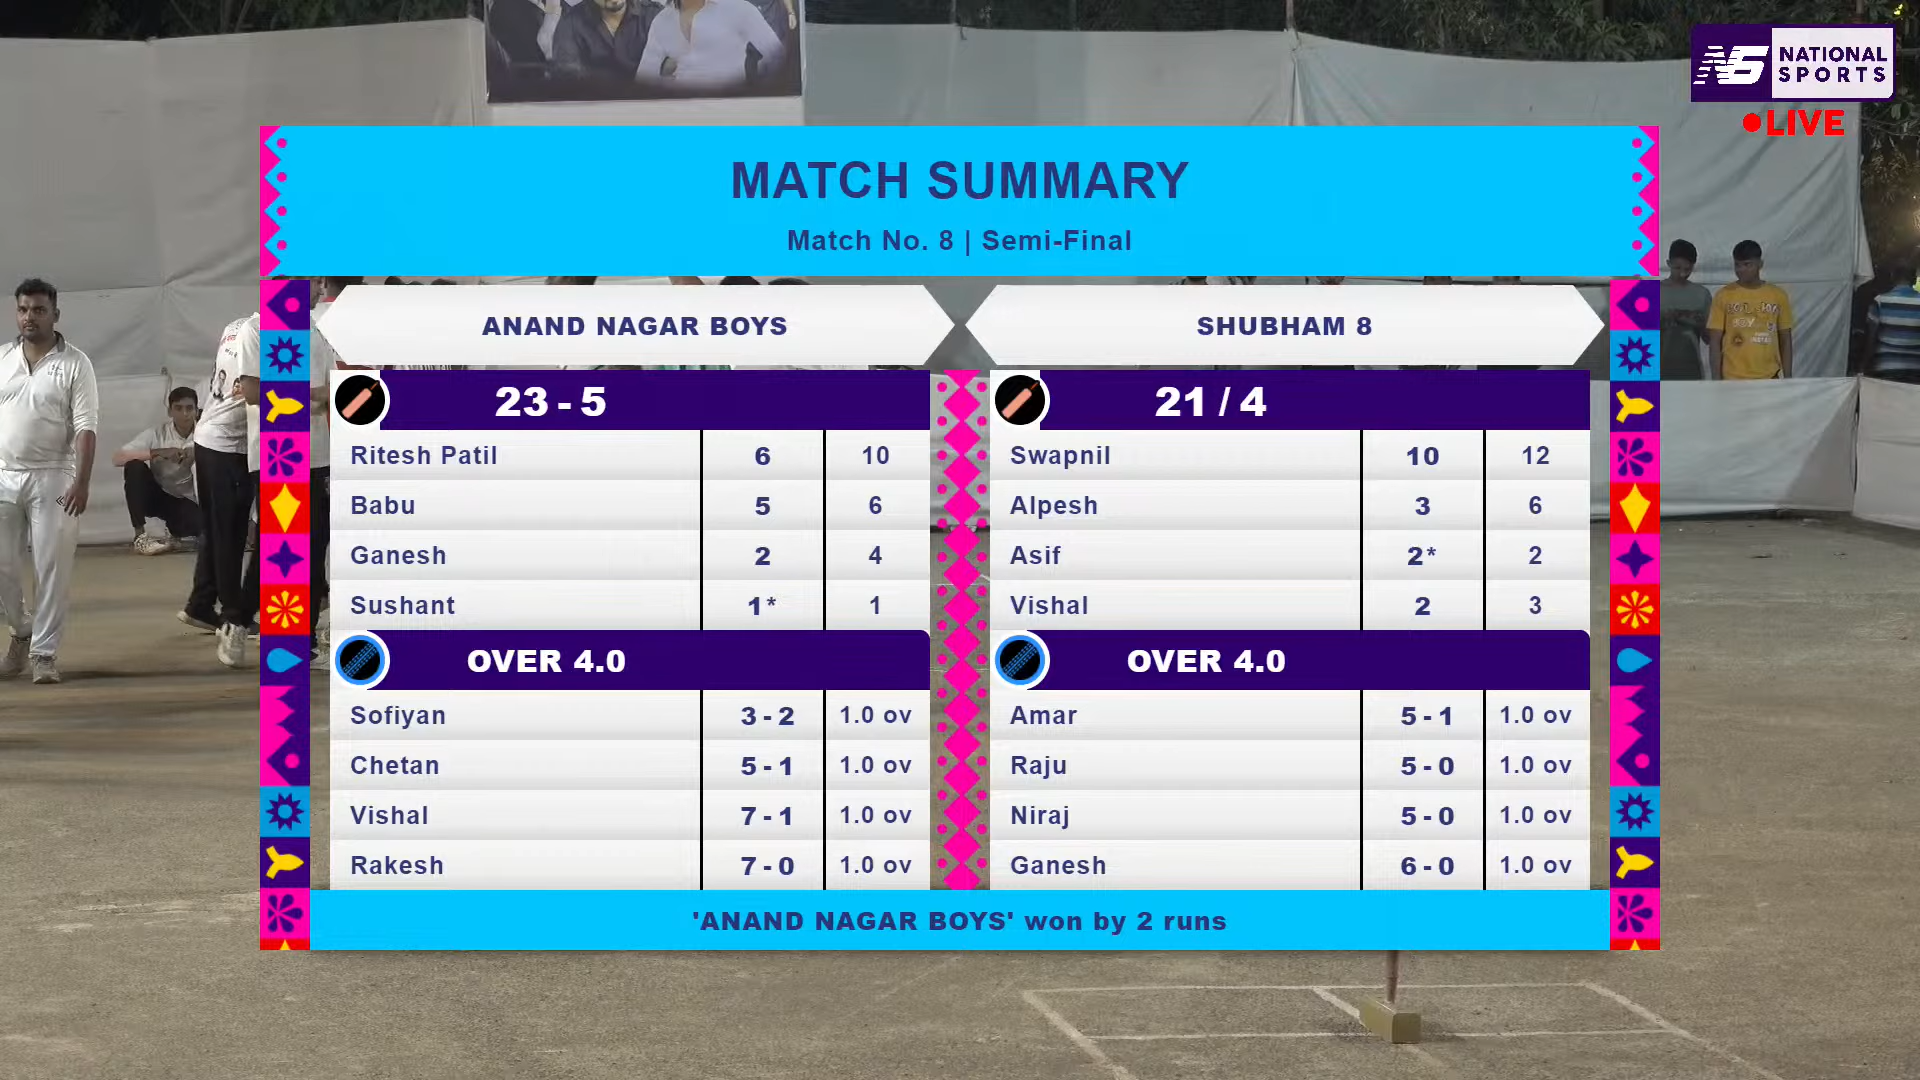 NATIONAL
SPORTS
LIVE
MATCH SUMMARY
Match No. 8 | Semi-Final
ANAND NAGAR BOYS
23 - 5
Ritesh Patil 6 10
Babu 5 6
Ganesh 2 4
Sushant 1* 1
OVER 4.0
Sofiyan 3 - 2 1.0 ov
Chetan 5 - 1 1.0 ov
Vishal 7 - 1 1.0 ov
Rakesh 7 - 0 1.0 ov
SHUBHAM 8
21 / 4
Swapnil 10 12
Alpesh 3 6
Asif 2* 2
Vishal 2 3
OVER 4.0
Amar 5 - 1 1.0 ov
Raju 5 - 0 1.0 ov
Niraj 5 - 0 1.0 ov
Ganesh 6 - 0 1.0 ov
'ANAND NAGAR BOYS' won by 2 runs